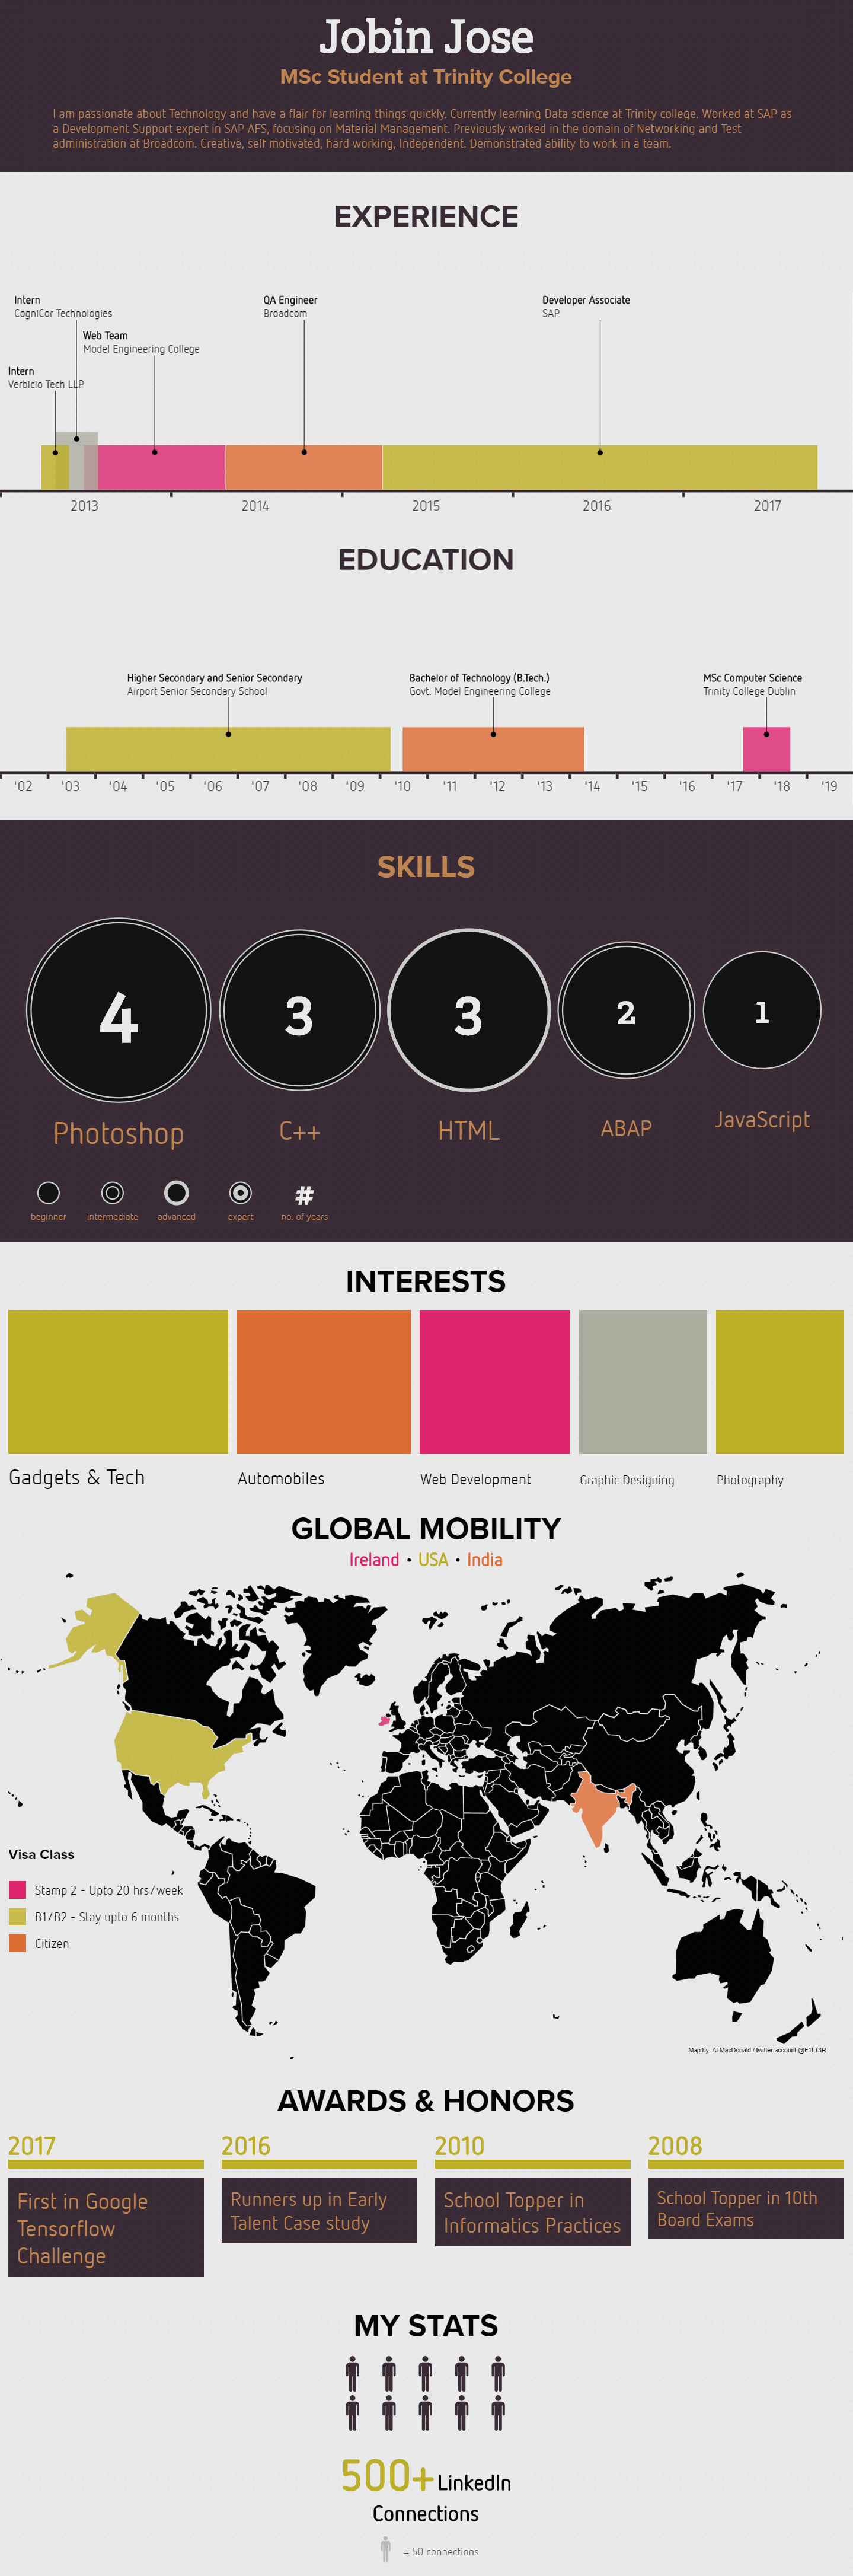 Jobin Jose
MSc Student at Trinity College
I am passionate about Technology and have a flair for learning things quickly. Currently learning Data science at Trinity college. Worked at SAP as
a Development Support expert in SAP AFS, focusing on Material Management. Previously worked in the domain of Networking and Test
administration at Broadcom. Creative, self motivated, hard working, Independent. Demonstrated ability to work in a team.
EXPERIENCE
Intern
CogniCor Technologies
QA Engineer
Broadcom
Developer Associate
SAP
Web Team
Model Engineering College
Intern
Verbicio Tech LLP
2013 2014 2015 2016 2017
EDUCATION
Higher Secondary and Senior Secondary
Airport Senior Secondary School
Bachelor of Technology (B.Tech.)
Govt. Model Engineering College
MSc Computer Science
Trinity College Dublin
'02 '03 '04 '05 '06 '07 '08 '09 '10 '11 '12 '13 '14 '15 '16 '17 '18 '19
SKILLS
4 3 3 2 1
Photoshop C++ HTML ABAP JavaScript
#
beginner intermediate advanced expert no. of years
INTERESTS
Gadgets & Tech Automobiles Web Development Graphic Designing Photography
GLOBAL MOBILITY
Ireland • USA • India
Visa Class
Stamp 2 - Upto 20 hrs/week
B1/B2 - Stay upto 6 months
Citizen
Map by: Al MacDonald / twitter account @F1LT3R
AWARDS & HONORS
2017
First in Google
Tensorflow
Challenge
2016
Runners up in Early
Talent Case study
2010
School Topper in
Informatics Practices
2008
School Topper in 10th
Board Exams
MY STATS
500+ LinkedIn
Connections
= 50 connections